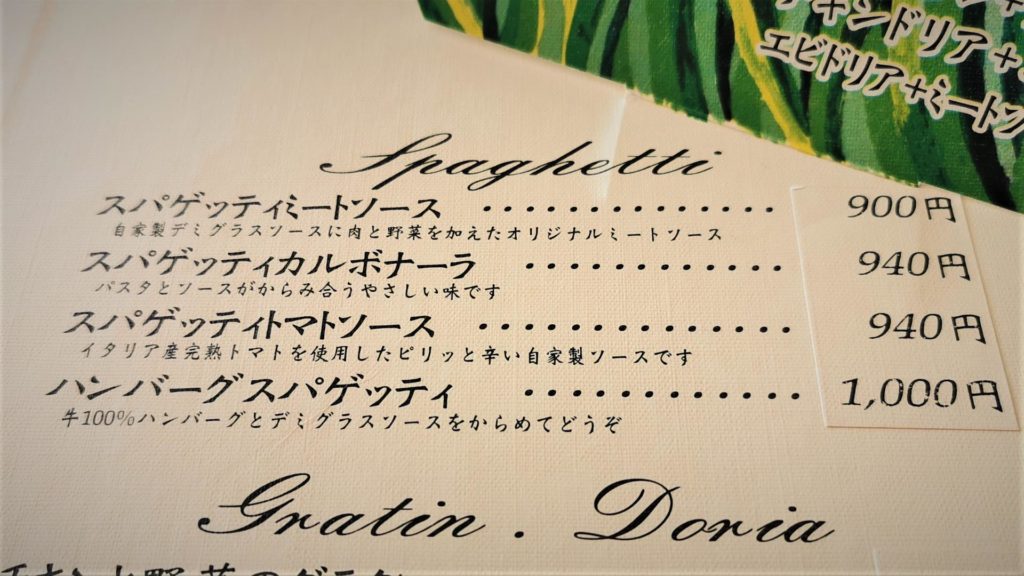 ンドリア+
エビドリア+ミート
Spaghetti
スパゲッティミートソース ・・・・・・・・・・・・・・ 900円
自家製デミグラスソースに肉と野菜を加えたオリジナルミートソース
スパゲッティカルボナーラ ・・・・・・・・・・・・ 940円
パスタとソースがからみ合うやさしい味です
スパゲッティトマトソース ・・・・・・・・・・・・・・ 940円
イタリア産完熟トマトを使用したピリッと辛い自家製ソースです
ハンバーグスパゲッティ ・・・・・・・・・・・・ 1,000円
牛100%ハンバーグとデミグラスソースをからめてどうぞ
Gratin . Doria